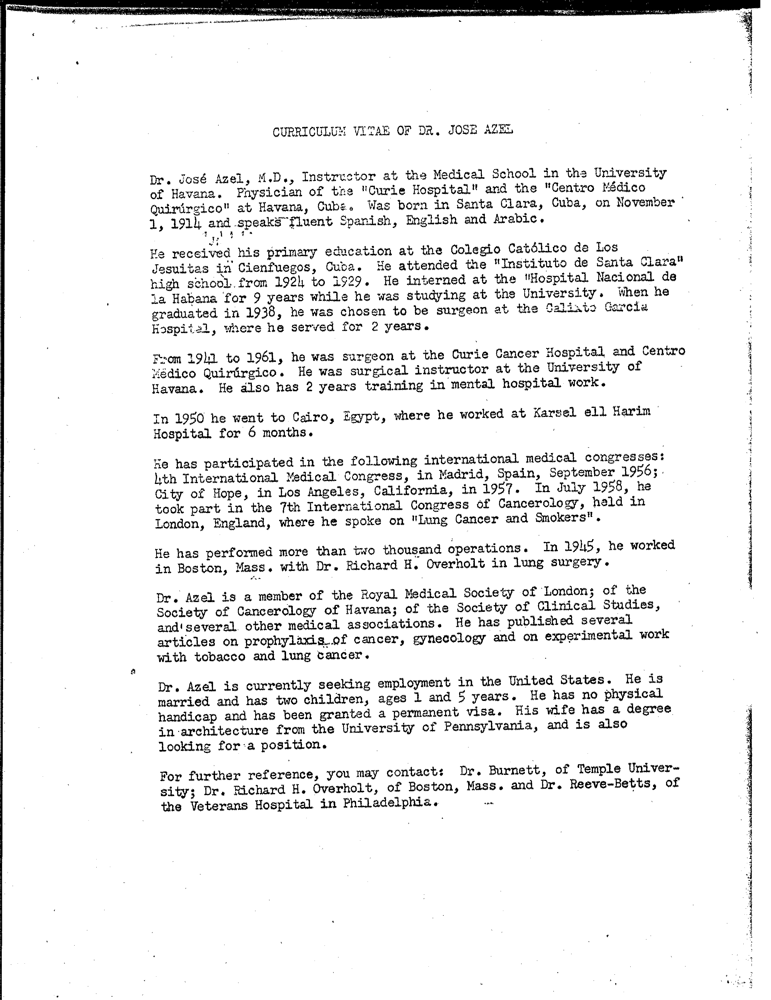 CURRICULUM VITAE OF DR. JOSE AZEL
Dr. José Azel, M.D., Instructor at the Medical School in the University
of Havana. Physician of the "Curie Hospital" and the "Centro Médico
Quirúrgico" at Havana, Cuba. Was born in Santa Clara, Cuba, on November
1, 1914 and speaks fluent Spanish, English and Arabic.
He received his primary education at the Colegio Católico de Los
Jesuitas in Cienfuegos, Cuba. He attended the "Instituto de Santa Clara"
high school from 1924 to 1929. He interned at the "Hospital Nacional de
la Habana for 9 years while he was studying at the University. When he
graduated in 1938, he was chosen to be surgeon at the Calixto Garcia
Hospital, where he served for 2 years.
From 1941 to 1961, he was surgeon at the Curie Cancer Hospital and Centro
Médico Quirúrgico. He was surgical instructor at the University of
Havana. He also has 2 years training in mental hospital work.
In 1950 he went to Cairo, Egypt, where he worked at Karsel ell Harim
Hospital for 6 months.
He has participated in the following international medical congresses:
4th International Medical Congress, in Madrid, Spain, September 1956;
City of Hope, in Los Angeles, California, in 1957. In July 1958, he
took part in the 7th International Congress of Cancerology, held in
London, England, where he spoke on "Lung Cancer and Smokers".
He has performed more than two thousand operations. In 1945, he worked
in Boston, Mass. with Dr. Richard H. Overholt in lung surgery.
Dr. Azel is a member of the Royal Medical Society of London; of the
Society of Cancerology of Havana; of the Society of Clinical Studies,
and several other medical associations. He has published several
articles on prophylaxis of cancer, gynecology and on experimental work
with tobacco and lung cancer.
Dr. Azel is currently seeking employment in the United States. He is
married and has two children, ages 1 and 5 years. He has no physical
handicap and has been granted a permanent visa. His wife has a degree
in architecture from the University of Pennsylvania, and is also
looking for a position.
For further reference, you may contact: Dr. Burnett, of Temple Univer-
sity; Dr. Richard H. Overholt, of Boston, Mass. and Dr. Reeve-Betts, of
the Veterans Hospital in Philadelphia.